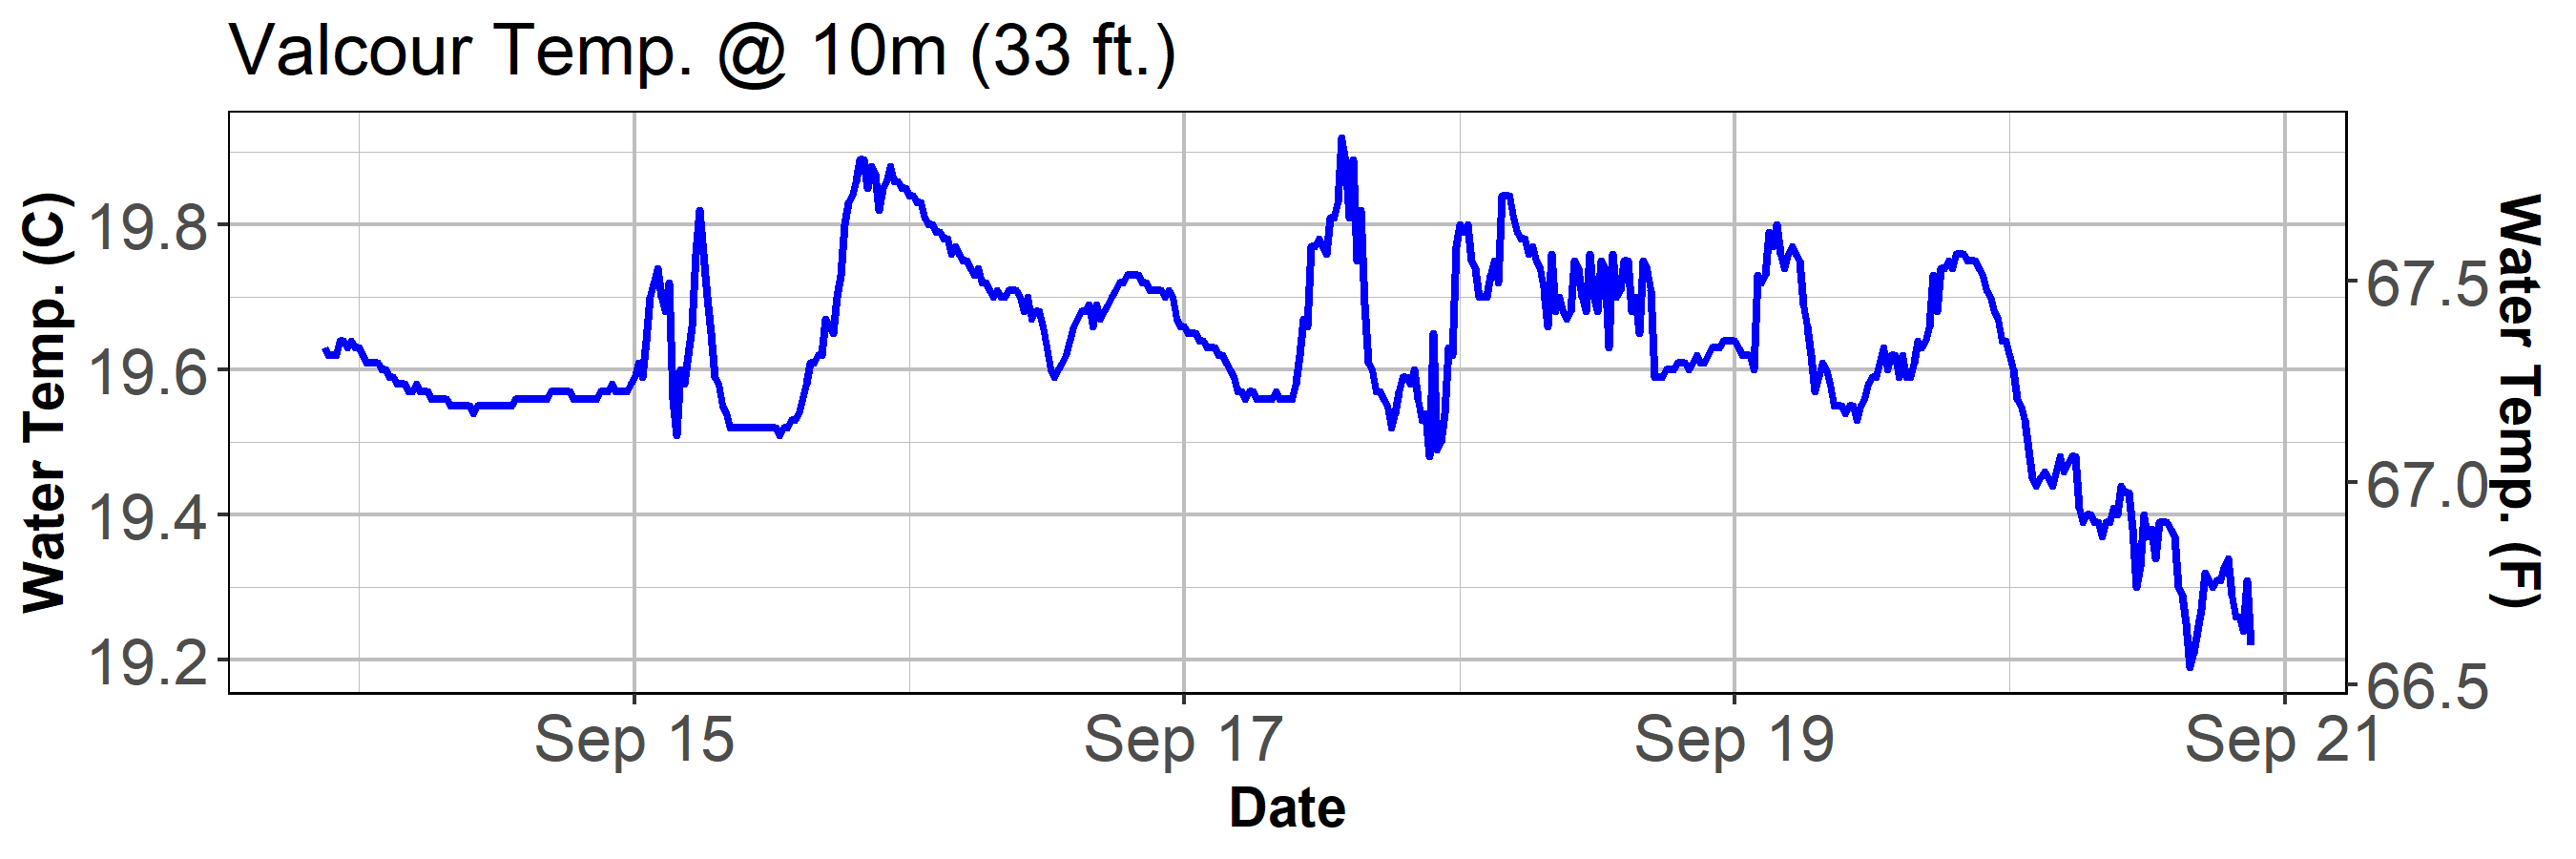 Valcour Temp. @ 10m (33 ft.)
Water Temp. (C)
19.8
19.6
19.4
19.2
67.5
67.0
66.5
Water Temp. (F)
Sep 15
Sep 17
Sep 19
Sep 21
Date